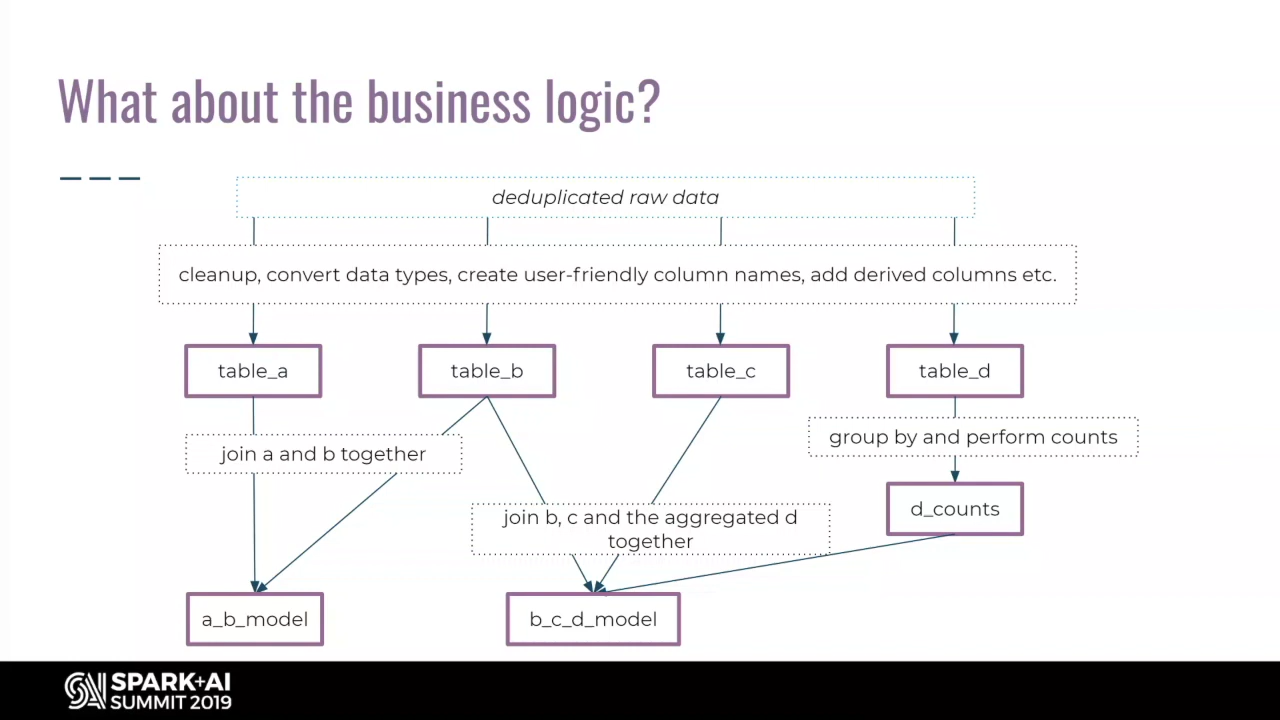 What about the business logic?
deduplicated raw data
cleanup, convert data types, create user-friendly column names, add derived columns etc.
table_a
table_b
table_c
table_d
group by and perform counts
join a and b together
d_counts
join b, c and the aggregated d
together
a_b_model
b_c_d_model
SPARK+AI
SUMMIT 2019